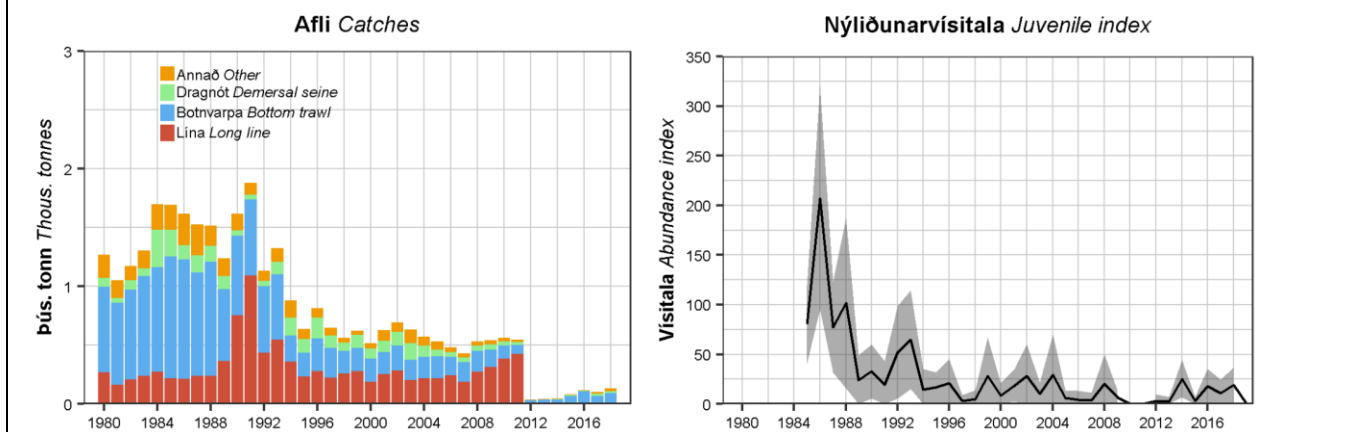 Afli Catches
3
2
1
0
Þús. tonn Thous. tonnes
Annað Other
Dragnót Demersal seine
Botnvarpa Bottom trawl
Lína Long line
1980 1984 1988 1992 1996 2000 2004 2008 2012 2016
Nýliðunarvísitala Juvenile index
350
300
250
200
150
100
50
0
Vísitala Abundance index
1980 1984 1988 1992 1996 2000 2004 2008 2012 2016